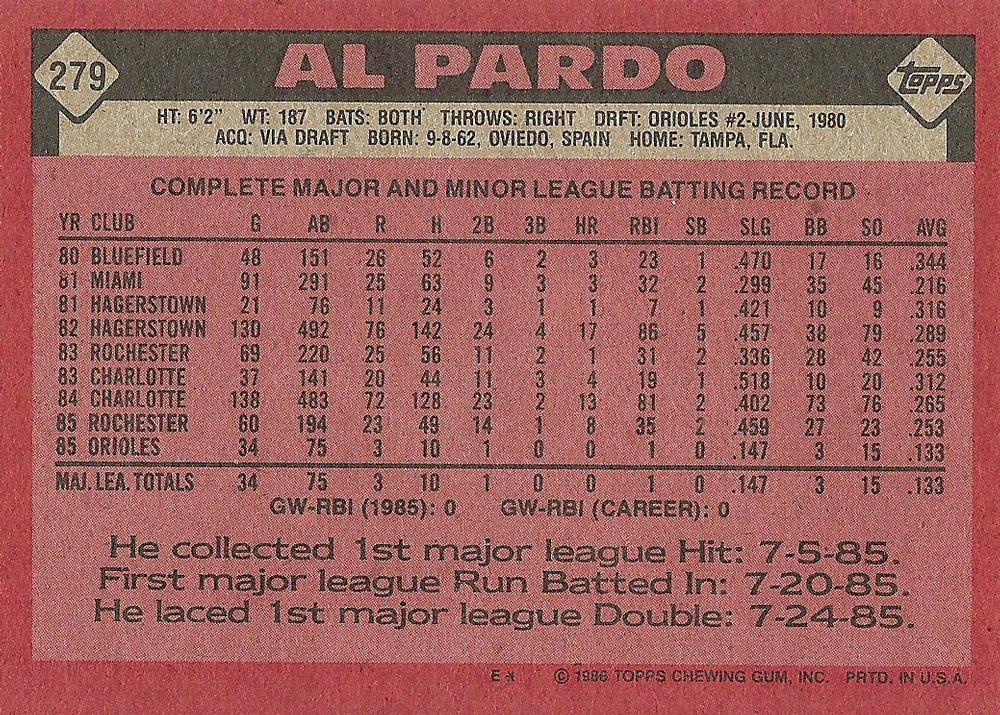 279 AL PARDO Topps
HT: 6'2" WT: 187 BATS: BOTH THROWS: RIGHT DRFT: ORIOLES #2-JUNE, 1980
ACQ: VIA DRAFT BORN: 9-8-62, OVIEDO, SPAIN HOME: TAMPA, FLA.
COMPLETE MAJOR AND MINOR LEAGUE BATTING RECORD
YR CLUB G AB R H 2B 3B HR RBI SB SLG BB SO AVG
80 BLUEFIELD 48 151 26 52 6 2 3 23 1 .470 17 16 .344
81 MIAMI 91 291 25 63 9 3 3 32 2 .299 35 45 .216
81 HAGERSTOWN 21 76 11 24 3 1 1 7 1 .421 10 9 .316
82 HAGERSTOWN 130 492 76 142 24 4 17 86 5 .457 38 79 .289
83 ROCHESTER 69 220 25 56 11 2 1 31 2 .336 28 42 .255
83 CHARLOTTE 37 141 20 44 11 3 4 19 1 .518 10 20 .312
84 CHARLOTTE 138 483 72 128 23 2 13 81 2 .402 73 76 .265
85 ROCHESTER 60 194 23 49 14 1 8 35 2 .459 27 23 .253
85 ORIOLES 34 75 3 10 1 0 0 1 0 .147 3 15 .133
MAJ. LEA. TOTALS 34 75 3 10 1 0 0 1 0 .147 3 15 .133
GW-RBI (1985): 0 GW-RBI (CAREER): 0
He collected 1st major league Hit: 7-5-85.
First major league Run Batted In: 7-20-85.
He laced 1st major league Double: 7-24-85.
E* © 1986 TOPPS CHEWING GUM, INC. PRTD. IN U.S.A.